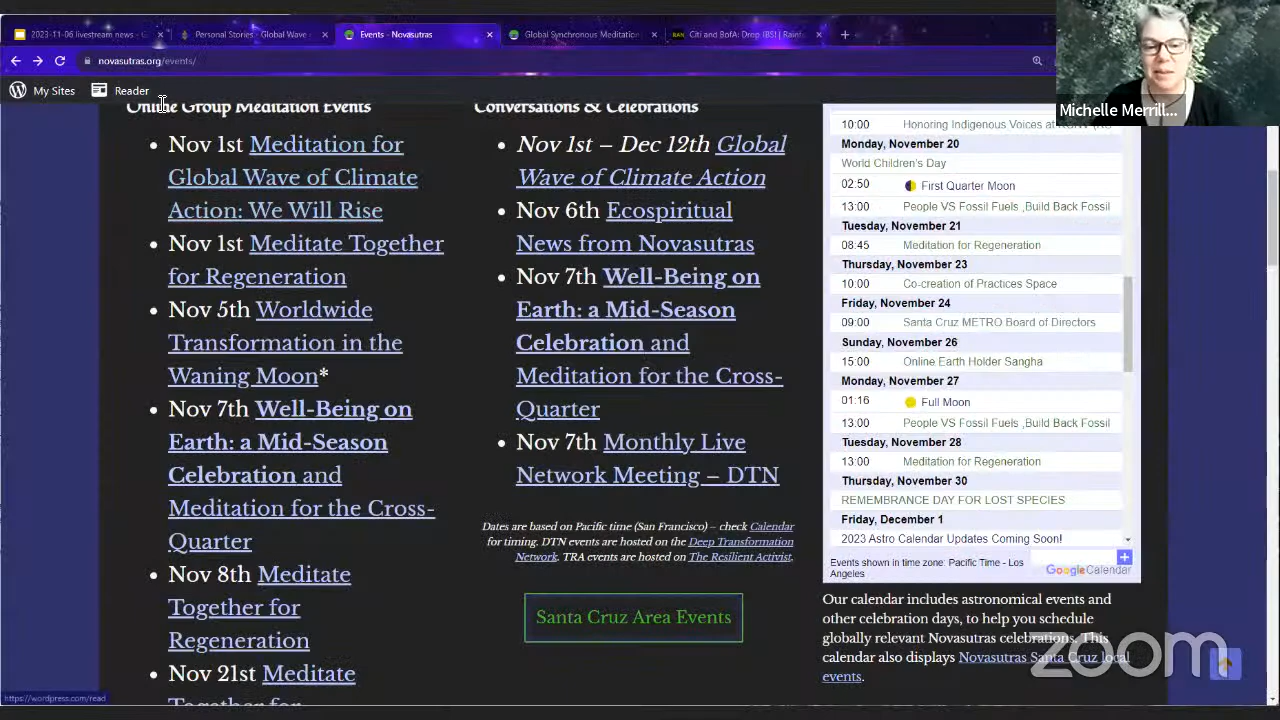 2023-11-06 livestream news - G
Personal Stories - Global Wave
Events - Novasutras
Global Synchronous Meditation
Citi and BofA: Drop JBS! | Rainf
novasutras.org/events/
My Sites
Reader
Michelle Merrill...
Online Group Meditation Events
Nov 1st Meditation for
Global Wave of Climate
Action: We Will Rise
Nov 1st Meditate Together
for Regeneration
Nov 5th Worldwide
Transformation in the
Waning Moon*
Nov 7th Well-Being on
Earth: a Mid-Season
Celebration and
Meditation for the Cross-
Quarter
Nov 8th Meditate
Together for
Regeneration
Nov 21st Meditate
Together for
Conversations & Celebrations
Nov 1st – Dec 12th Global
Wave of Climate Action
Nov 6th Ecospiritual
News from Novasutras
Nov 7th Well-Being on
Earth: a Mid-Season
Celebration and
Meditation for the Cross-
Quarter
Nov 7th Monthly Live
Network Meeting – DTN
Dates are based on Pacific time (San Francisco) – check Calendar
for timing. DTN events are hosted on the Deep Transformation
Network. TRA events are hosted on The Resilient Activist.
Santa Cruz Area Events
10:00 Honoring Indigenous Voices at
Monday, November 20
World Children's Day
02:50 First Quarter Moon
13:00 People VS Fossil Fuels ,Build Back Fossil
Tuesday, November 21
08:45 Meditation for Regeneration
Thursday, November 23
10:00 Co-creation of Practices Space
Friday, November 24
09:00 Santa Cruz METRO Board of Directors
Sunday, November 26
15:00 Online Earth Holder Sangha
Monday, November 27
01:16 Full Moon
13:00 People VS Fossil Fuels ,Build Back Fossil
Tuesday, November 28
13:00 Meditation for Regeneration
Thursday, November 30
REMEMBRANCE DAY FOR LOST SPECIES
Friday, December 1
2023 Astro Calendar Updates Coming Soon!
Events shown in time zone: Pacific Time - Los
Angeles
Google Calendar
Our calendar includes astronomical events and
other celebration days, to help you schedule
globally relevant Novasutras celebrations. This
calendar also displays Novasutras Santa Cruz local
events.
zoom
https://wordpress.com/read